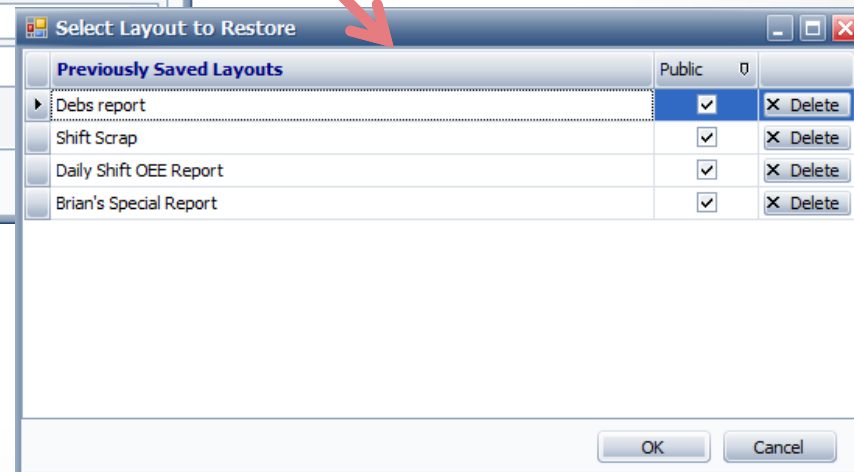 Select Layout to Restore
Previously Saved Layouts Public
Debs report Delete
Shift Scrap Delete
Daily Shift OEE Report Delete
Brian's Special Report Delete
OK Cancel